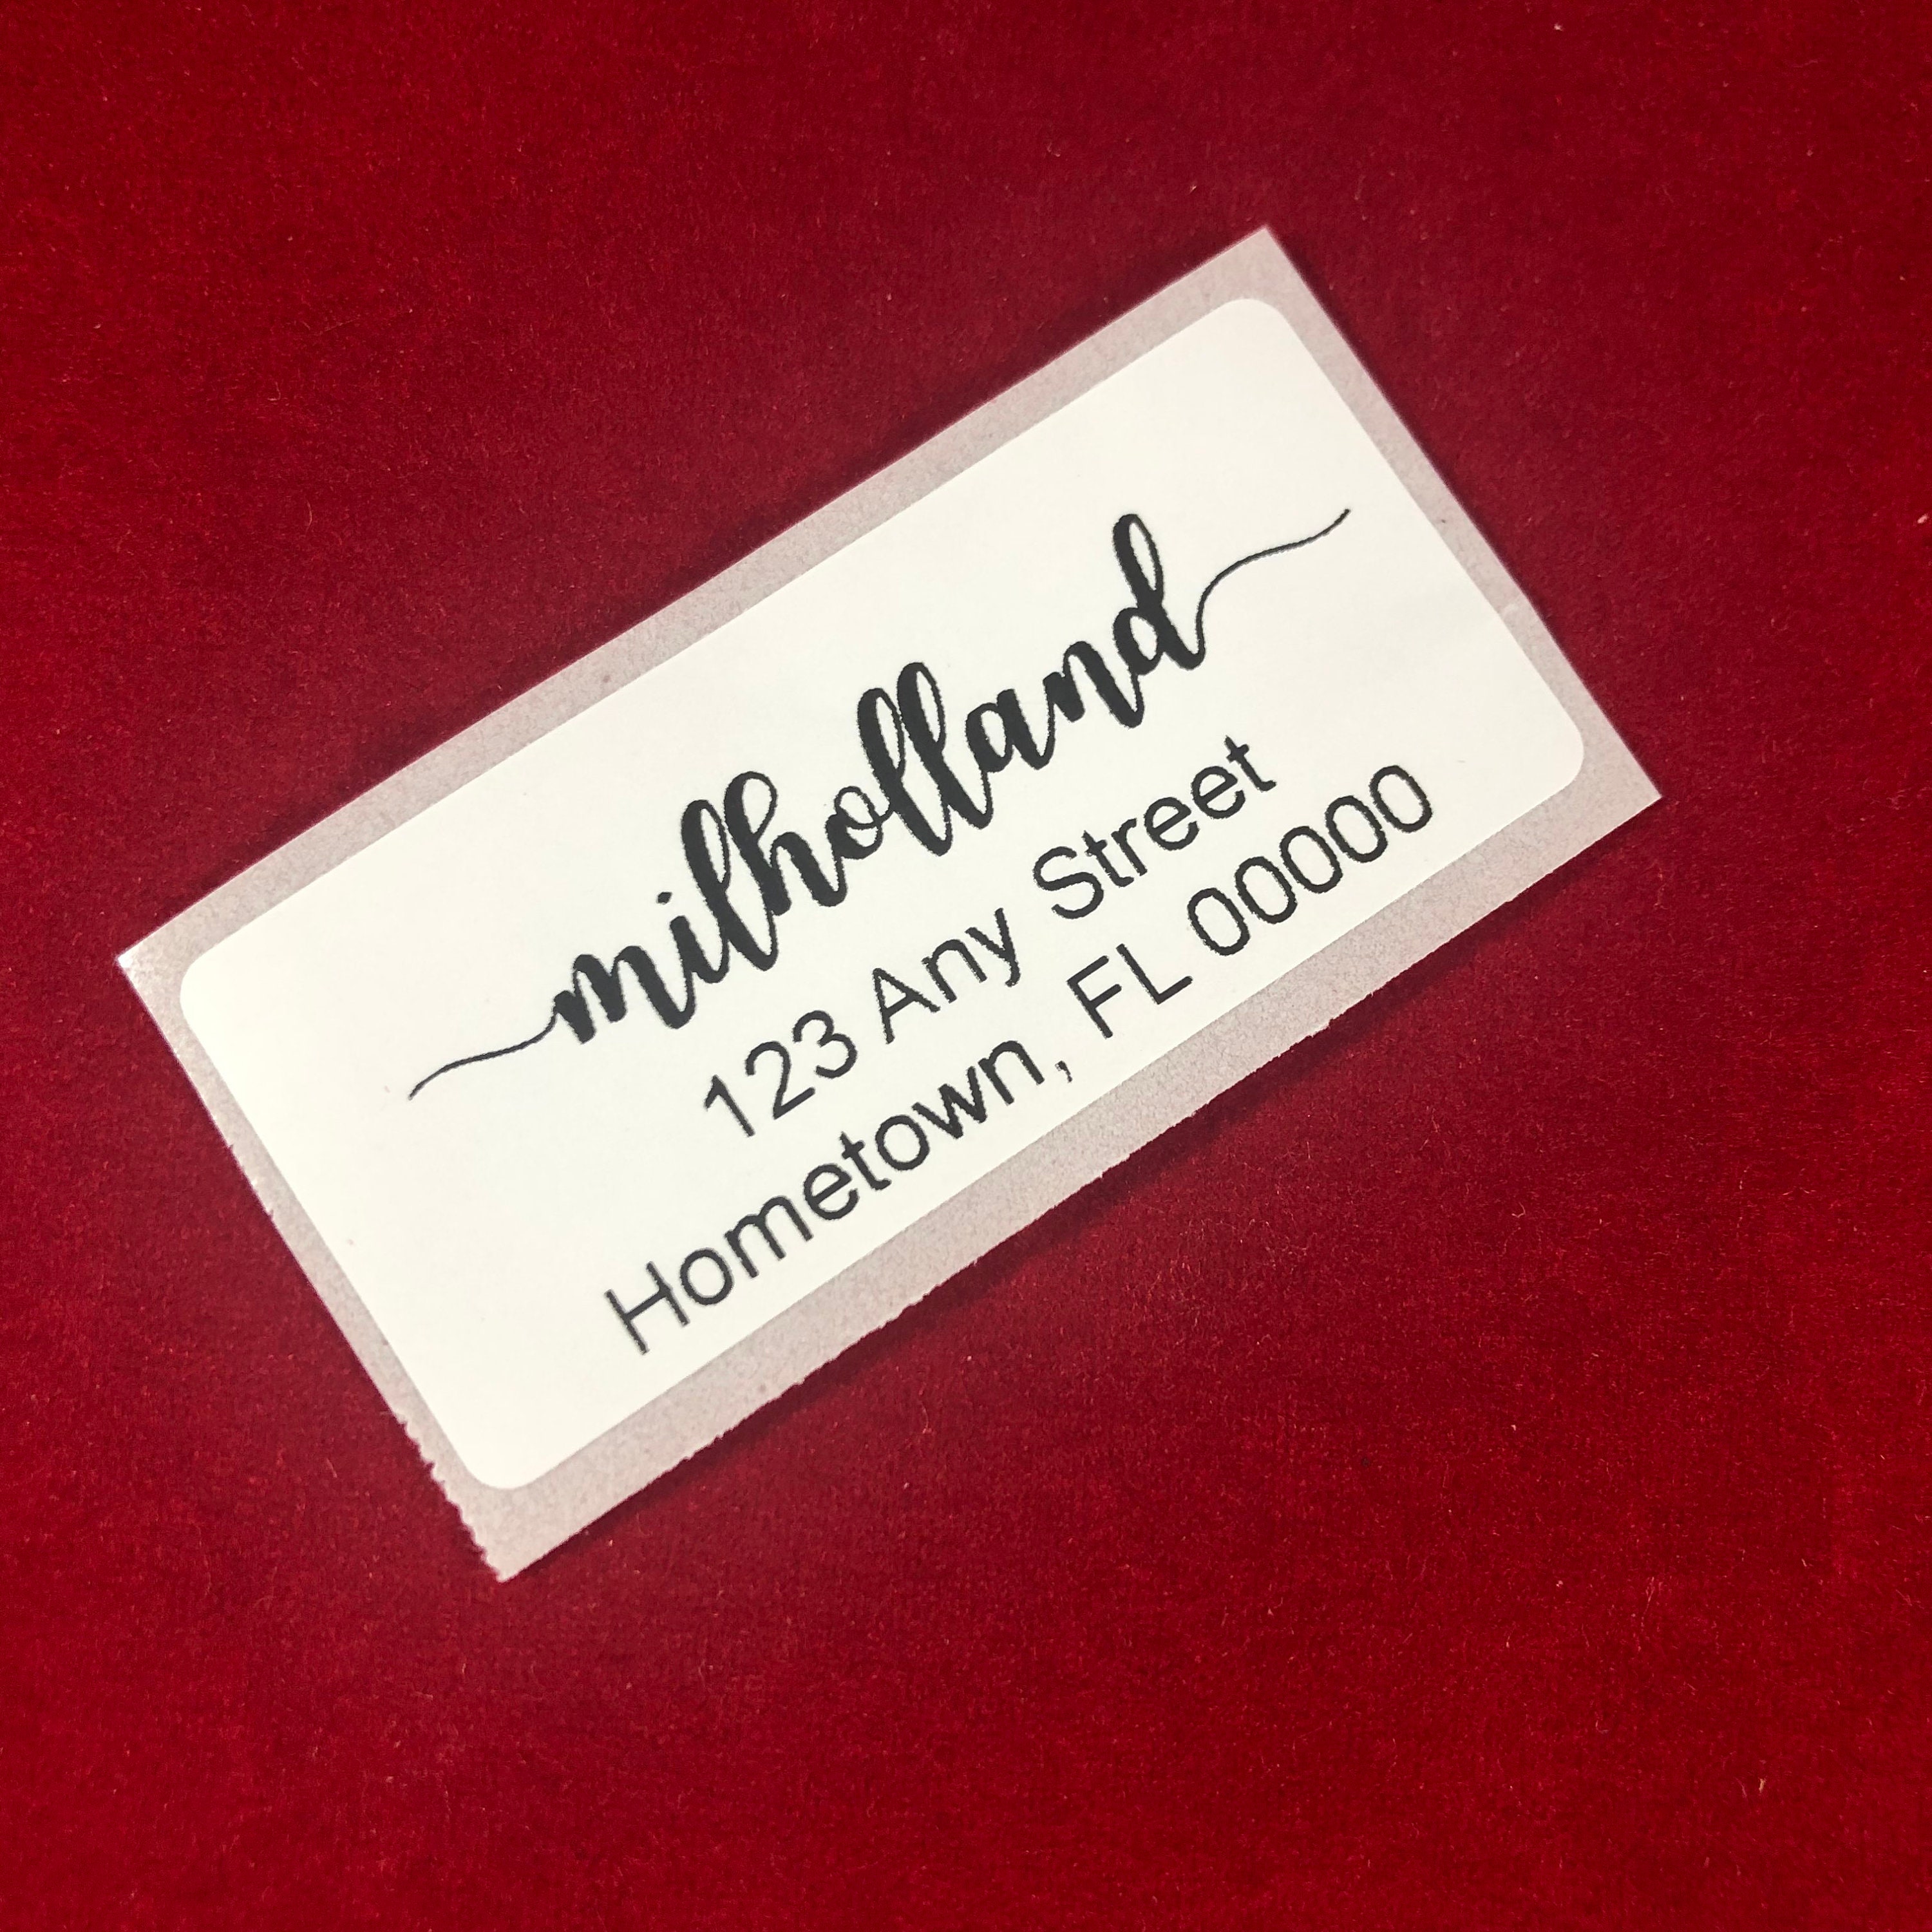 milholland
123 Any Street
Hometown, FL 00000